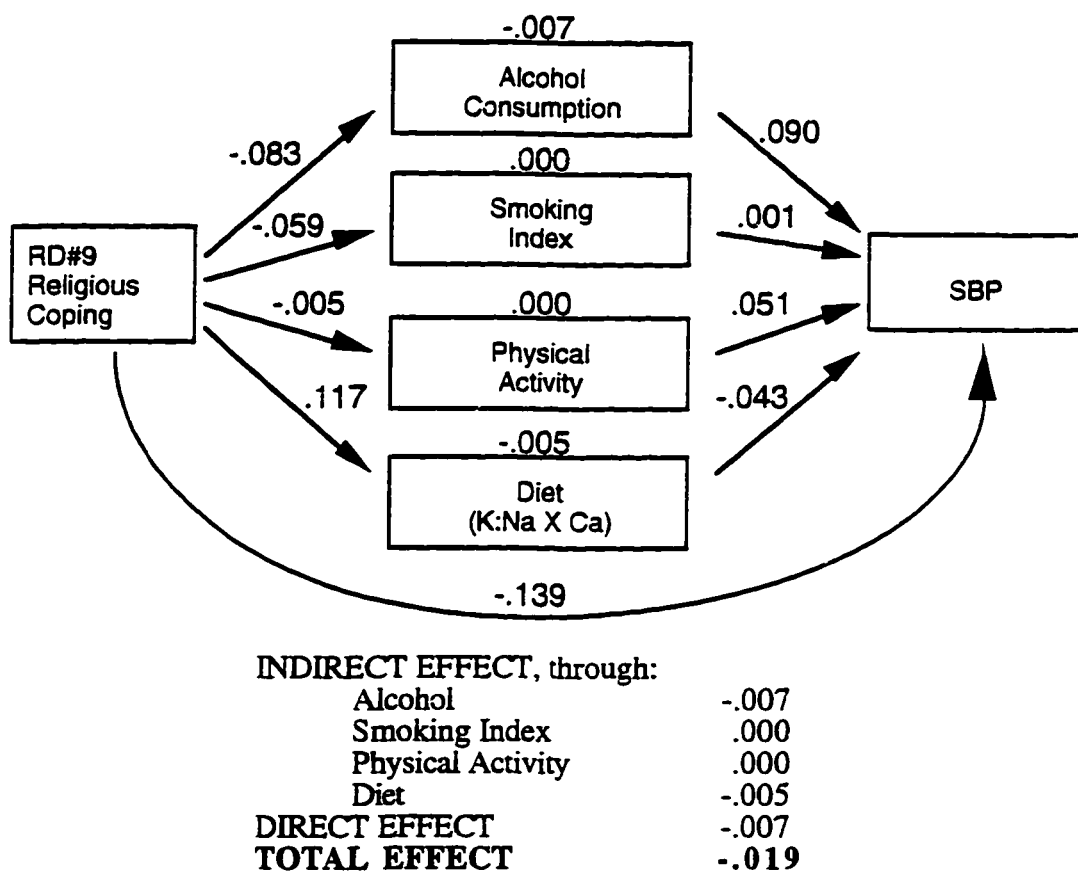 -.007
Alcohol
Consumption
-.083
.090
.000
Smoking
Index
-.059
.001
RD#9
Religious
Coping
SBP
-.005
.000
.051
Physical
Activity
.117
-.043
-.005
Diet
(K:Na X Ca)
-.139
INDIRECT EFFECT, through:
Alcohol -.007
Smoking Index .000
Physical Activity .000
Diet -.005
DIRECT EFFECT -.007
TOTAL EFFECT -.019